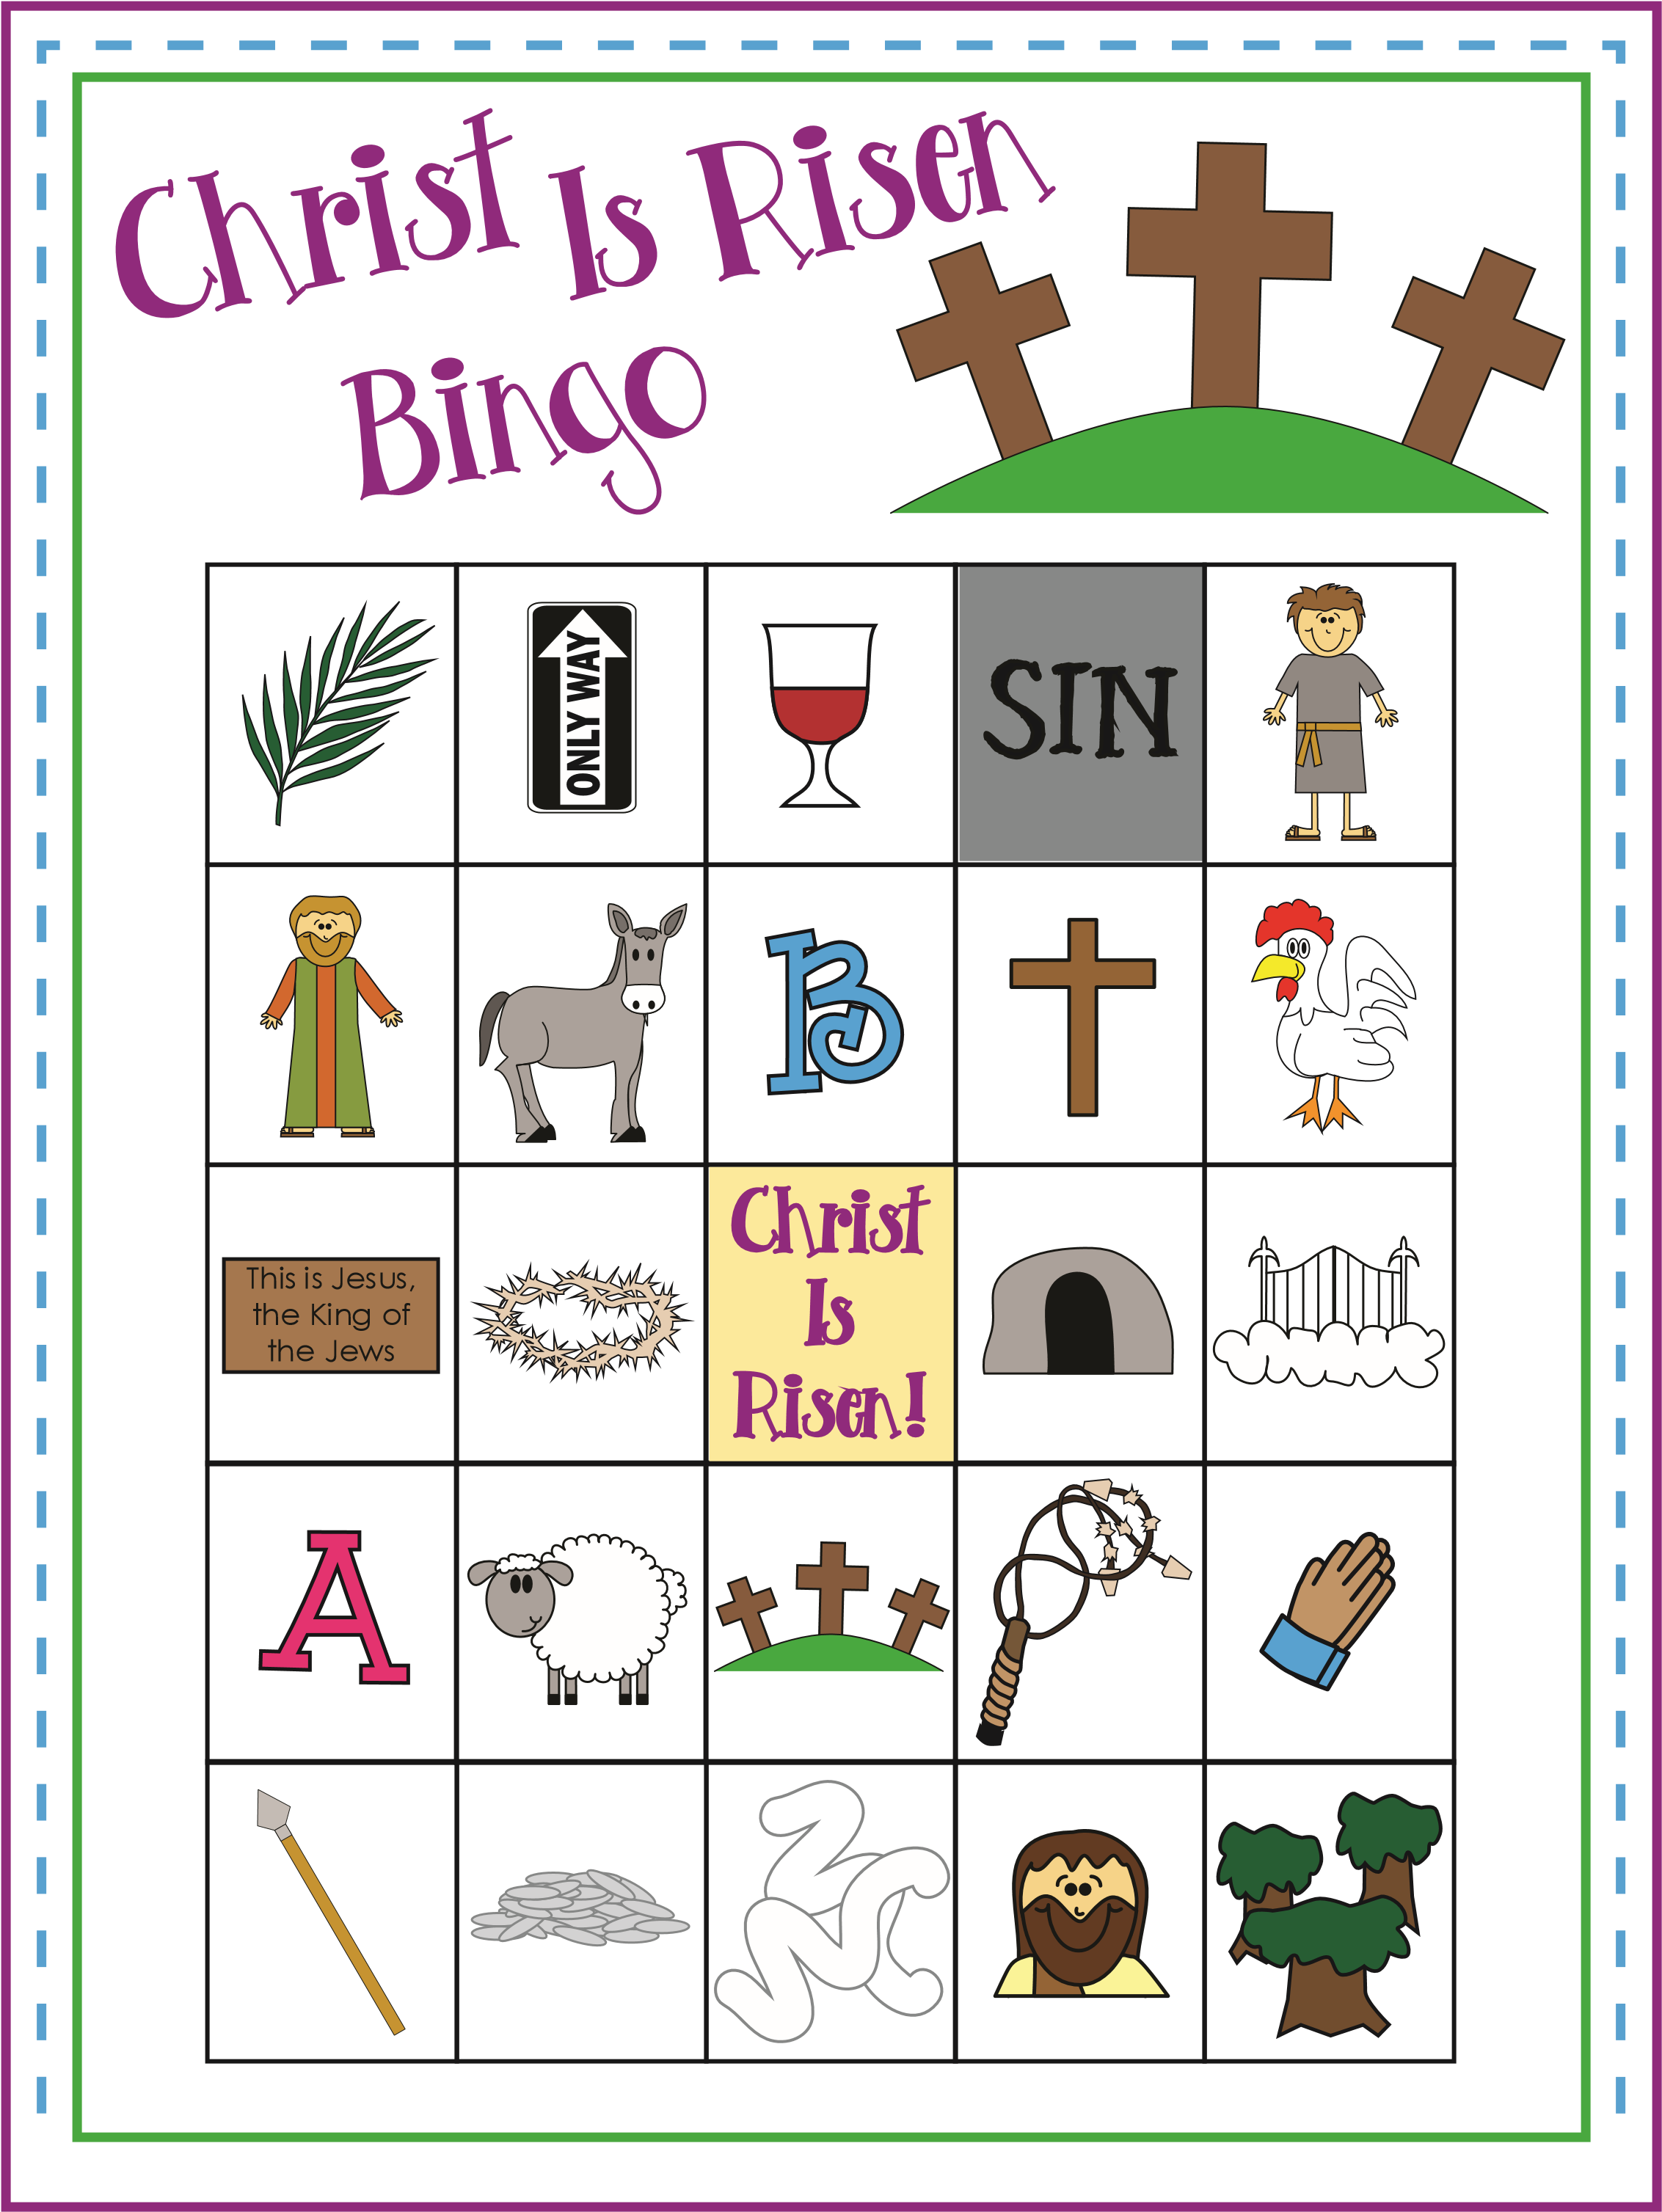 Christ Is Risen
Bingo
ONLY WAY
SIN
B
This is Jesus,
the King of
the Jews
Christ
Is
Risen!
A